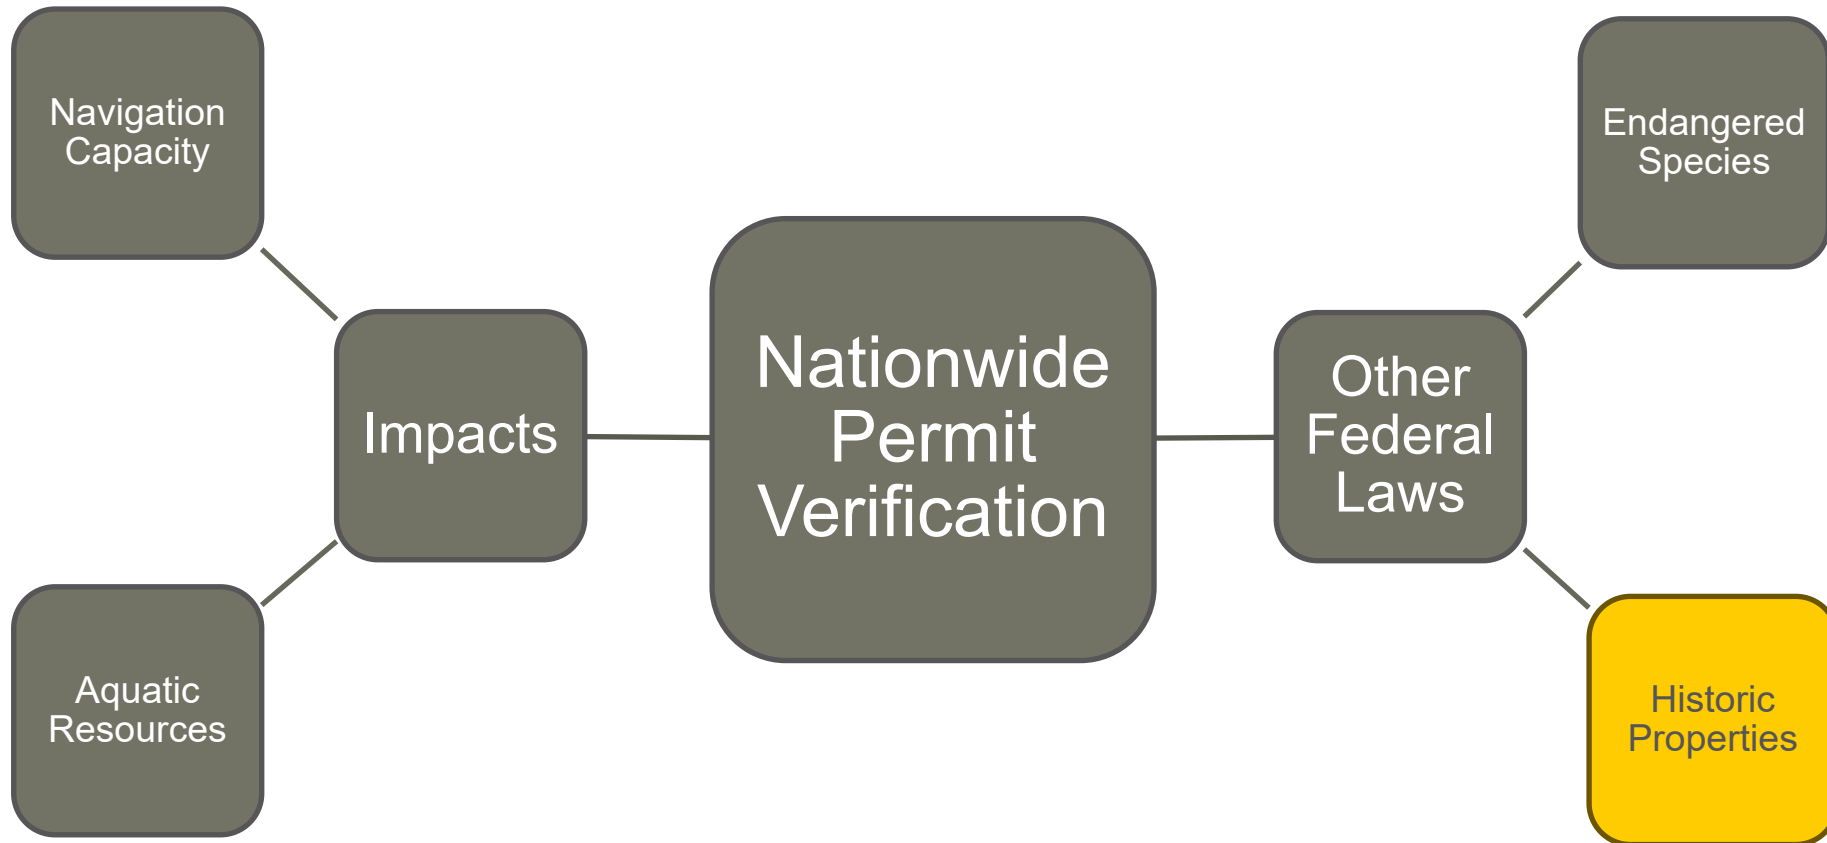 Navigation
Capacity
Endangered
Species
Impacts
Nationwide
Permit
Verification
Other
Federal
Laws
Aquatic
Resources
Historic
Properties